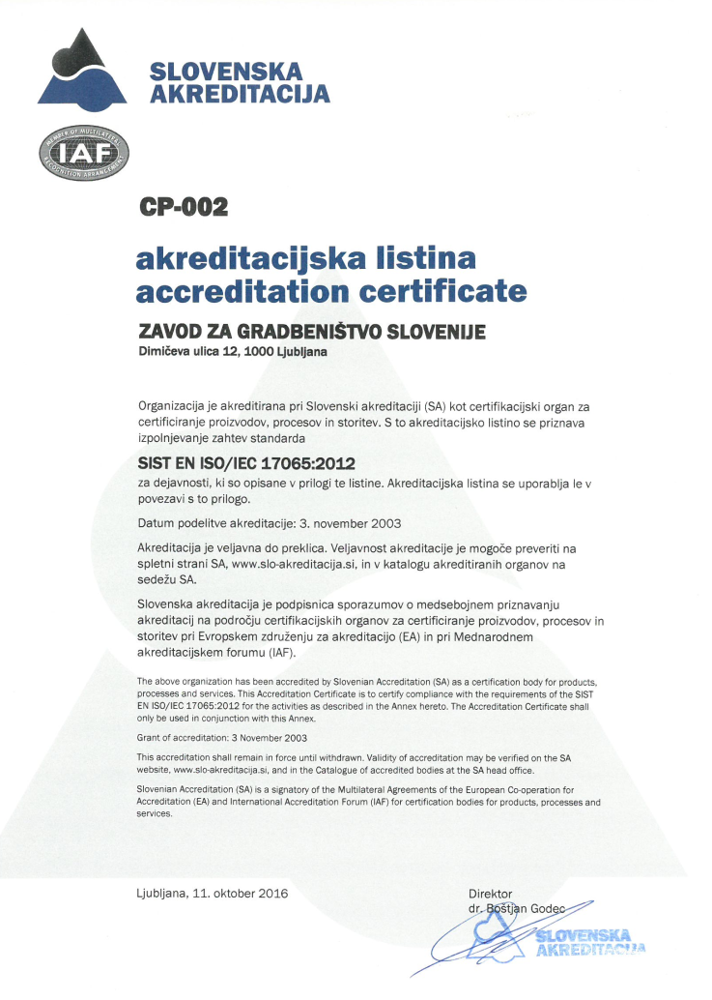 SLOVENSKA
AKREDITACIJA
MEMBER OF MULTILATERAL
IAF
RECOGNITION ARRANGEMENT
CP-002
akreditacijska listina
accreditation certificate
ZAVOD ZA GRADBENIŠTVO SLOVENIJE
Dimičeva ulica 12, 1000 Ljubljana
Organizacija je akreditirana pri Slovenski akreditaciji (SA) kot certifikacijski organ za
certificiranje proizvodov, procesov in storitev. S to akreditacijsko listino se priznava
izpolnjevanje zahtev standarda
SIST EN ISO/IEC 17065:2012
za dejavnosti, ki so opisane v prilogi te listine. Akreditacijska listina se uporablja le v
povezavi s to prilogo.
Datum podelitve akreditacije: 3. november 2003
Akreditacija je veljavna do preklica. Veljavnost akreditacije je mogoče preveriti na
spletni strani SA, www.slo-akreditacija.si, in v katalogu akreditiranih organov na
sedežu SA.
Slovenska akreditacija je podpisnica sporazumov o medsebojnem priznavanju
akreditacij na področju certifikacijskih organov za certificiranje proizvodov, procesov in
storitev pri Evropskem združenju za akreditacijo (EA) in pri Mednarodnem
akreditacijskem forumu (IAF).
The above organization has been accredited by Slovenian Accreditation (SA) as a certification body for products,
processes and services. This Accreditation Certificate is to certify compliance with the requirements of the SIST
EN ISO/IEC 17065:2012 for the activities as described in the Annex hereto. The Accreditation Certificate shall
only be used in conjunction with this Annex.
Grant of accreditation: 3 November 2003
This accreditation shall remain in force until withdrawn. Validity of accreditation may be verified on the SA
website, www.slo-akreditacija.si, and in the Catalogue of accredited bodies at the SA head office.
Slovenian Accreditation (SA) is a signatory of the Multilateral Agreements of the European Co-operation for
Accreditation (EA) and International Accreditation Forum (IAF) for certification bodies for products, processes and
services.
Ljubljana, 11. oktober 2016
Direktor
dr. Boštjan Godec
SLOVENSKA
AKREDITACIJA